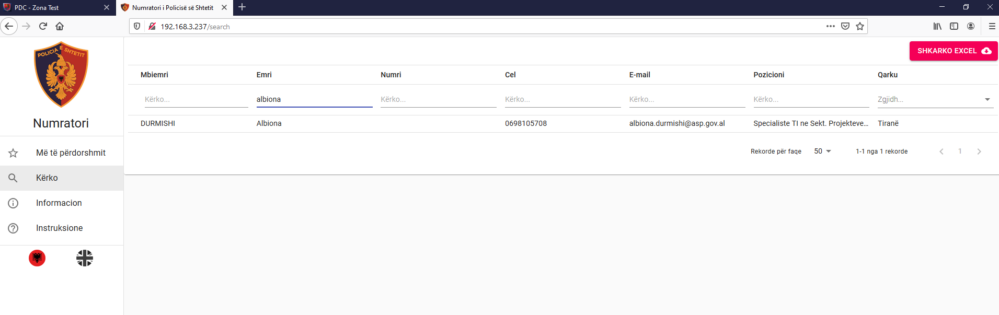 PDC - Zona Test
Numratori i Policisë së Shtetit
192.168.3.237/search
POLICIA E SHTETIT
Numratori
Më të përdorshmit
Kërko
Informacion
Instruksione
SHKARKO EXCEL
Mbiemri Emri Numri Cel E-mail Pozicioni Qarku
Kërko... albiona Kërko... Kërko... Kërko... Kërko... Zgjidh...
DURMISHI Albiona 0698105708 albiona.durmishi@asp.gov.al Specialiste TI ne Sekt. Projekteve... Tiranë
Rekorde për faqe 50 1-1 nga 1 rekorde 1